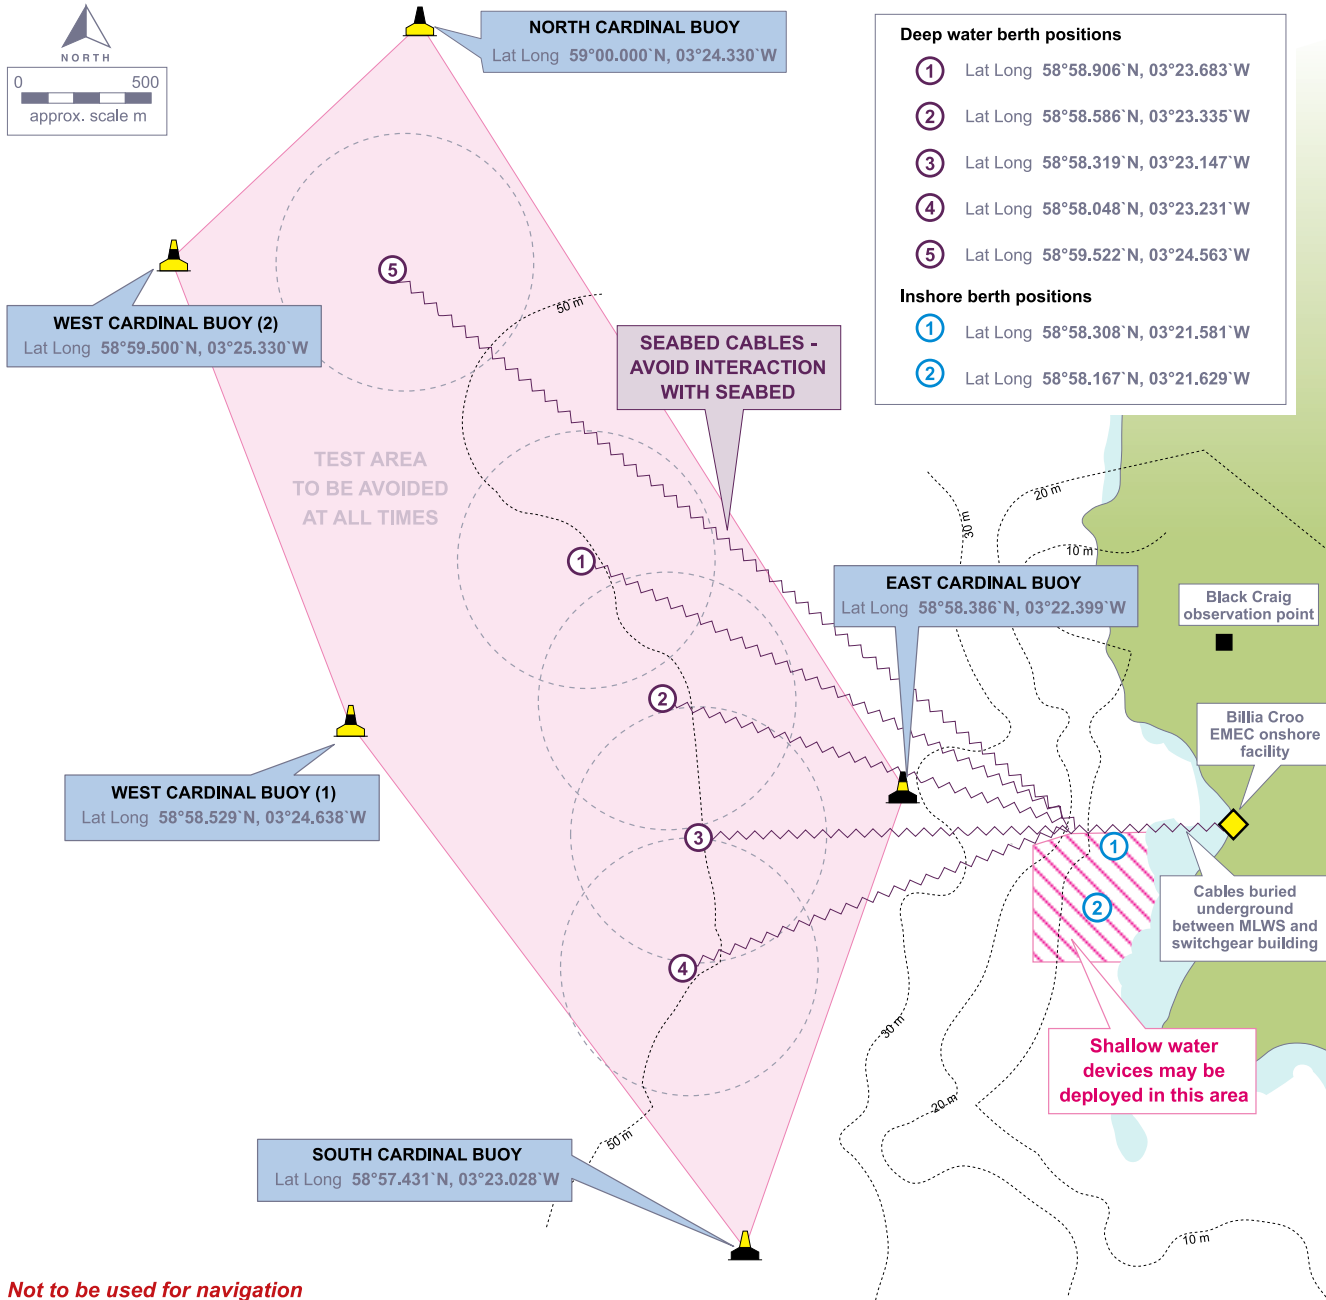 NORTH
0 500
approx. scale m
NORTH CARDINAL BUOY
Lat Long 59°00.000`N, 03°24.330`W
Deep water berth positions
1 Lat Long 58°58.906`N, 03°23.683`W
2 Lat Long 58°58.586`N, 03°23.335`W
3 Lat Long 58°58.319`N, 03°23.147`W
4 Lat Long 58°58.048`N, 03°23.231`W
5 Lat Long 58°59.522`N, 03°24.563`W
Inshore berth positions
1 Lat Long 58°58.308`N, 03°21.581`W
2 Lat Long 58°58.167`N, 03°21.629`W
5
50 m
WEST CARDINAL BUOY (2)
Lat Long 58°59.500`N, 03°25.330`W
SEABED CABLES -
AVOID INTERACTION
WITH SEABED
TEST AREA
TO BE AVOIDED
AT ALL TIMES
20 m
30 m
10 m
1
EAST CARDINAL BUOY
Lat Long 58°58.386`N, 03°22.399`W
Black Craig
observation point
2
Billia Croo
EMEC onshore
facility
WEST CARDINAL BUOY (1)
Lat Long 58°58.529`N, 03°24.638`W
3
1
2
Cables buried
underground
between MLWS and
switchgear building
4
30 m
Shallow water
devices may be
deployed in this area
20 m
50 m
SOUTH CARDINAL BUOY
Lat Long 58°57.431`N, 03°23.028`W
10 m
Not to be used for navigation